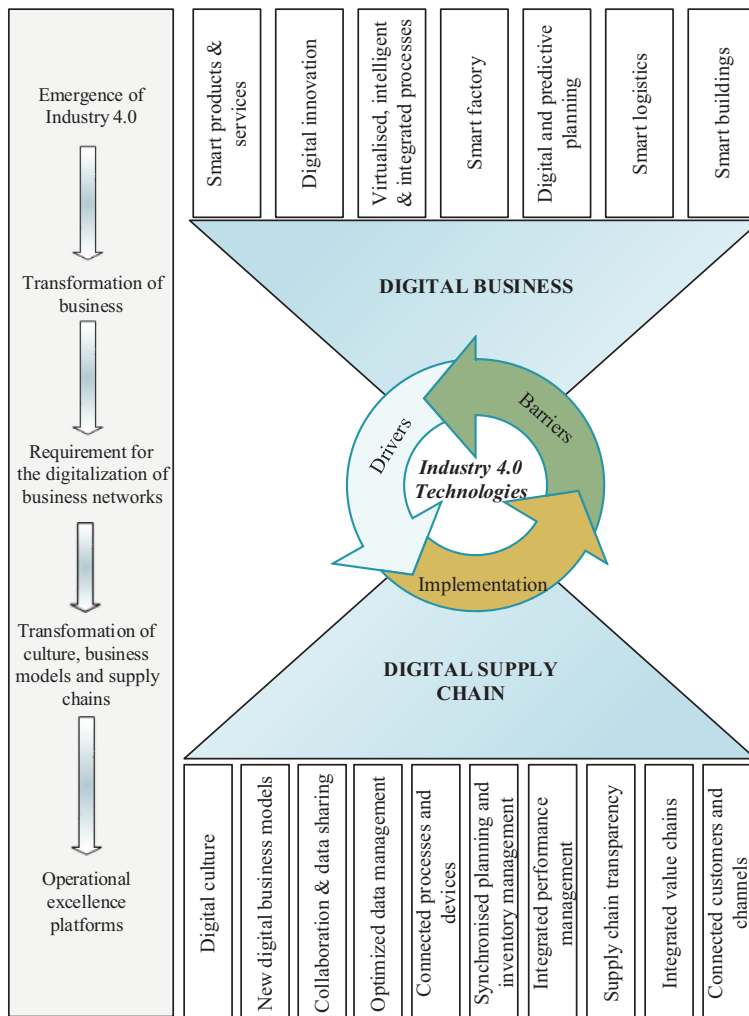 Emergence of
Industry 4.0
Transformation of
business
Requirement for
the digitalization of
business networks
Transformation of
culture, business
models and supply
chains
Operational
excellence
platforms
Smart products &
services
Digital innovation
Virtualised, intelligent
& integrated processes
Smart factory
Digital and predictive
planning
Smart logistics
Smart buildings
DIGITAL BUSINESS
Drivers
Barriers
Industry 4.0
Technologies
Implementation
DIGITAL SUPPLY
CHAIN
Digital culture
New digital business models
Collaboration & data sharing
Optimized data management
Connected processes and
devices
Synchronised planning and
inventory management
Integrated performance
management
Supply chain transparency
Integrated value chains
Connected customers and
channels